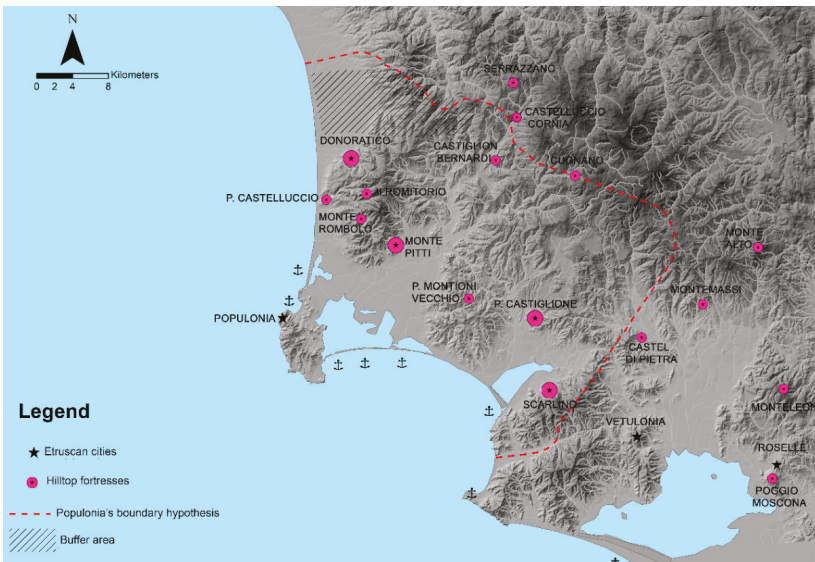 N
Kilometers
0 2 4 8
SERRAZZANO
CASTELLUCCIO
CORNIA
DONORATICO
CASTIGLION
BERNARDI
CUGNANO
P. CASTELLUCCIO
ROMITORIO
MONTE
ROMBOLO
MONTE
PITTI
MONTE
ALTO
P. MONTIONI
VECCHIO
P. CASTIGLIONE
MONTEMASSI
POPULONIA
CASTEL
DI PIETRA
SCARLINO
VETULONIA
ROSELLE
POGGIO
MOSCONA
Legend
Etruscan cities
Hilltop fortresses
Populonia's boundary hypothesis
Buffer area